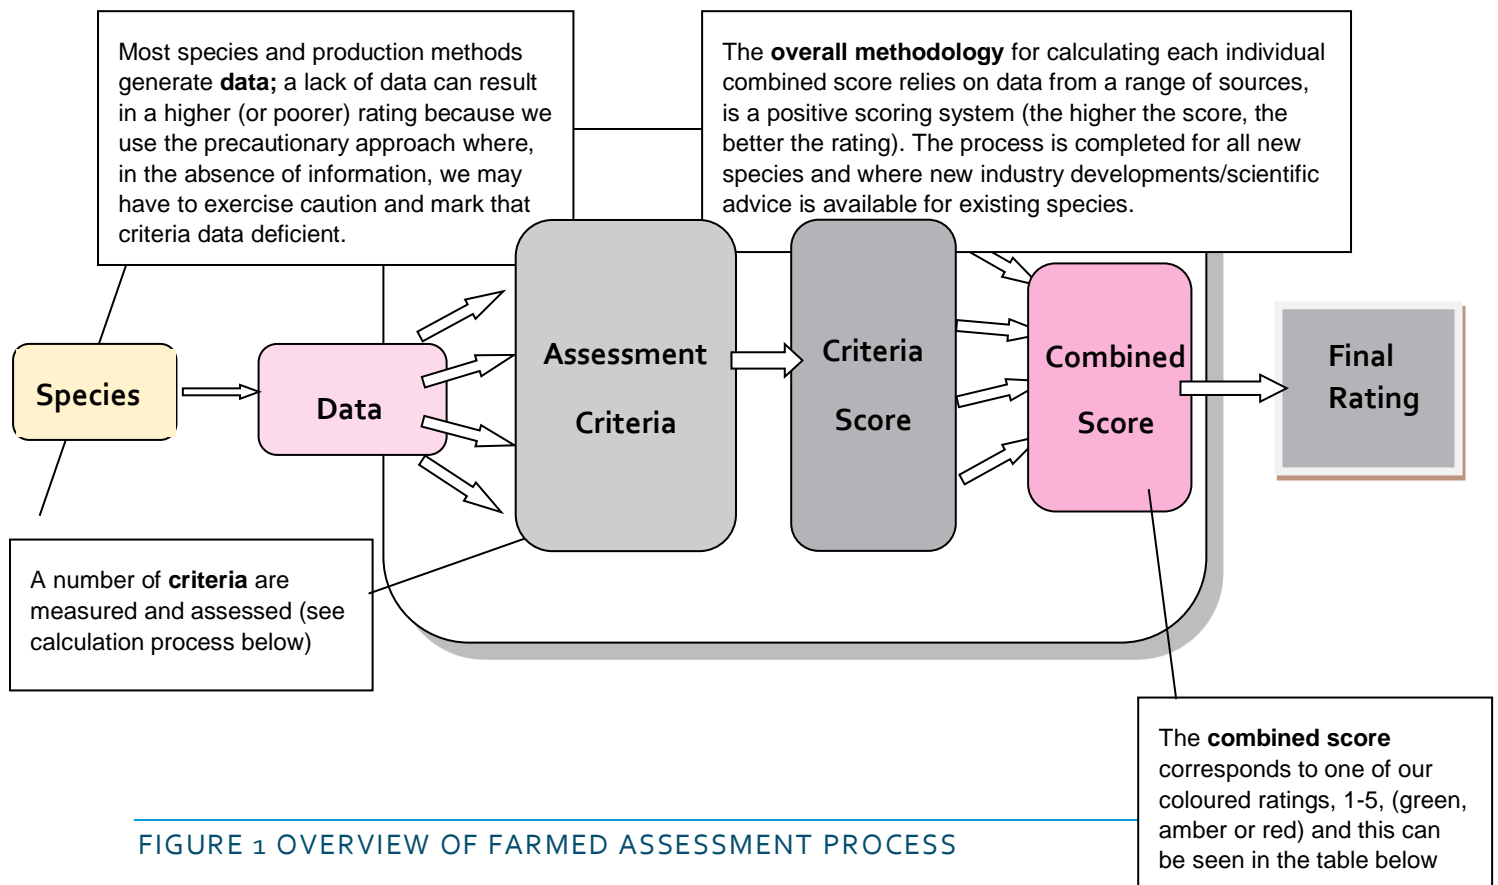 Most species and production methods
generate data; a lack of data can result
in a higher (or poorer) rating because we
use the precautionary approach where,
in the absence of information, we may
have to exercise caution and mark that
criteria data deficient.
The overall methodology for calculating each individual
combined score relies on data from a range of sources,
is a positive scoring system (the higher the score, the
better the rating). The process is completed for all new
species and where new industry developments/scientific
advice is available for existing species.
Species
Data
Assessment
Criteria
Criteria
Score
Combined
Score
Final
Rating
A number of criteria are
measured and assessed (see
calculation process below)
The combined score
corresponds to one of our
coloured ratings, 1-5, (green,
amber or red) and this can
be seen in the table below
FIGURE 1 OVERVIEW OF FARMED ASSESSMENT PROCESS